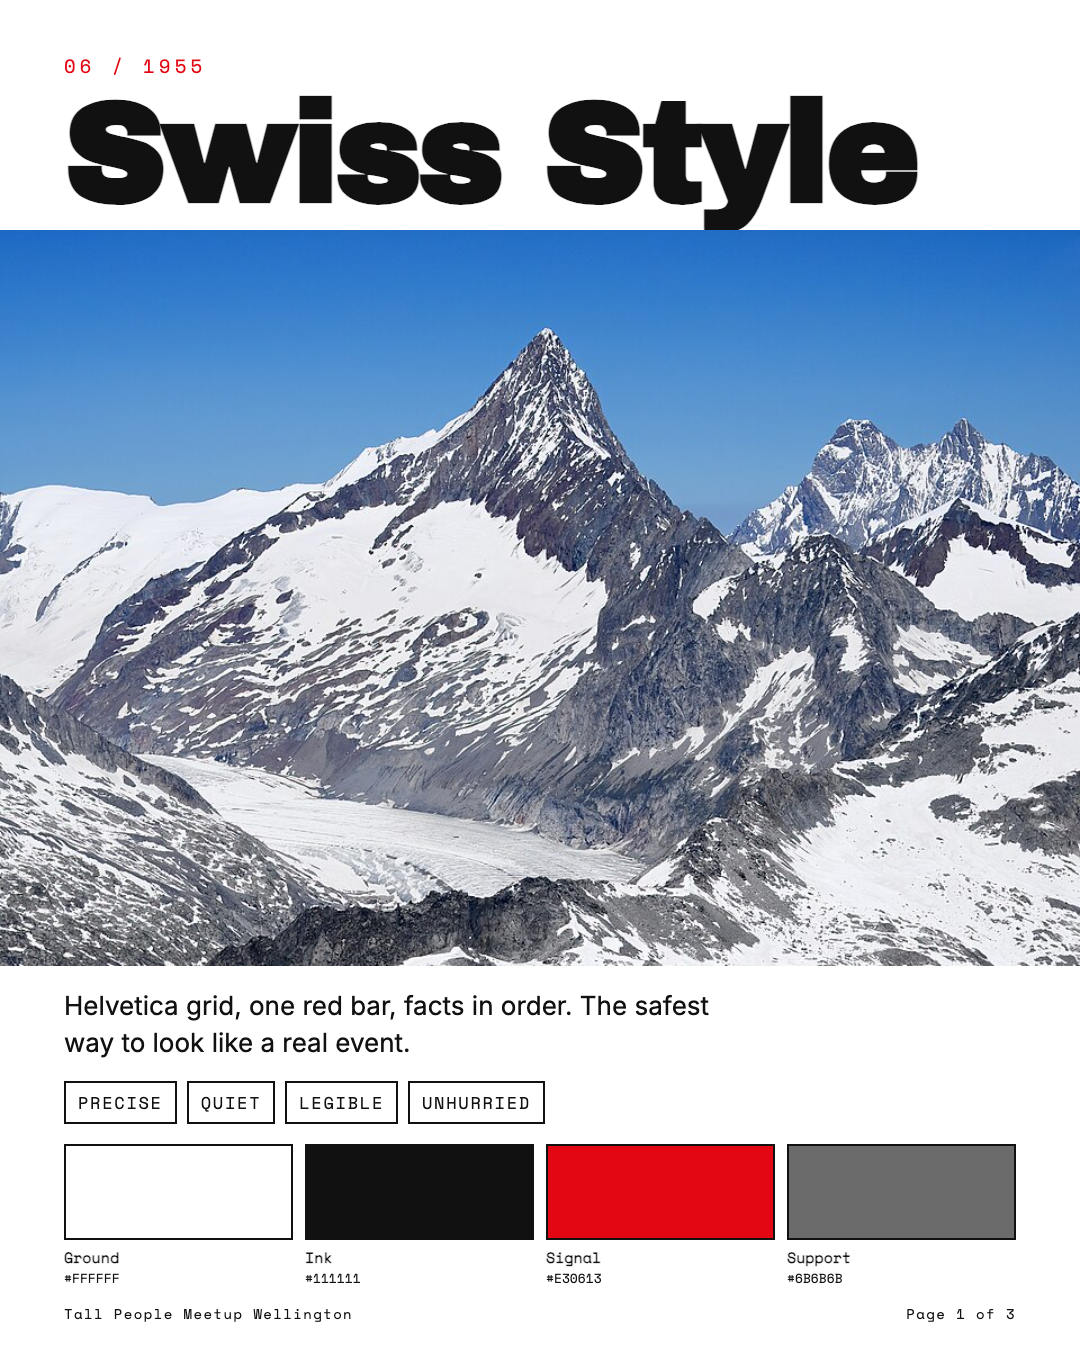 06 / 1955
Swiss Style
Helvetica grid, one red bar, facts in order. The safest
way to look like a real event.
PRECISE QUIET LEGIBLE UNHURRIED
Ground Ink Signal Support
#FFFFFF #111111 #E30613 #6B6B6B
Tall People Meetup Wellington Page 1 of 3